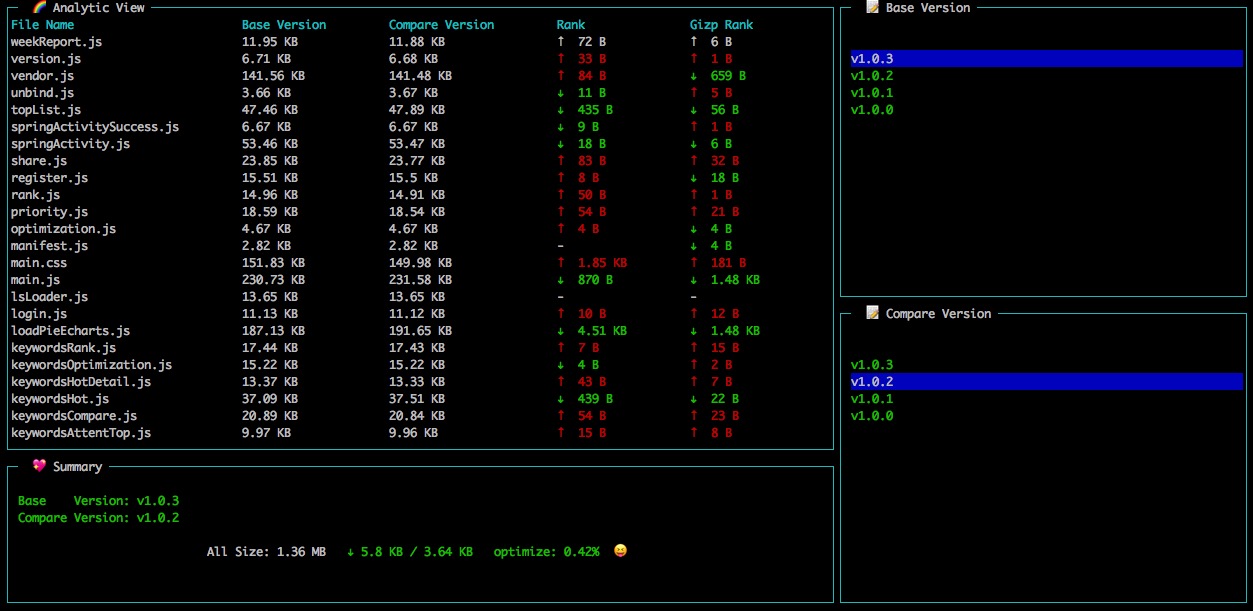 🌈 Analytic View
File Name Base Version Compare Version Rank Gizp Rank
weekReport.js 11.95 KB 11.88 KB ↑ 72 B ↑ 6 B
version.js 6.71 KB 6.68 KB ↑ 33 B ↑ 1 B
vendor.js 141.56 KB 141.48 KB ↑ 84 B ↓ 659 B
unbind.js 3.66 KB 3.67 KB ↓ 11 B ↑ 5 B
topList.js 47.46 KB 47.89 KB ↓ 435 B ↓ 56 B
springActivitySuccess.js 6.67 KB 6.67 KB ↓ 9 B ↑ 1 B
springActivity.js 53.46 KB 53.47 KB ↓ 18 B ↓ 6 B
share.js 23.85 KB 23.77 KB ↑ 83 B ↑ 32 B
register.js 15.51 KB 15.5 KB ↑ 8 B ↓ 18 B
rank.js 14.96 KB 14.91 KB ↑ 50 B ↑ 1 B
priority.js 18.59 KB 18.54 KB ↑ 54 B ↑ 21 B
optimization.js 4.67 KB 4.67 KB ↑ 4 B ↓ 4 B
manifest.js 2.82 KB 2.82 KB – ↓ 4 B
main.css 151.83 KB 149.98 KB ↑ 1.85 KB ↑ 181 B
main.js 230.73 KB 231.58 KB ↓ 870 B ↓ 1.48 KB
lsLoader.js 13.65 KB 13.65 KB – –
login.js 11.13 KB 11.12 KB ↑ 10 B ↑ 12 B
loadPieEcharts.js 187.13 KB 191.65 KB ↓ 4.51 KB ↓ 1.48 KB
keywordsRank.js 17.44 KB 17.43 KB ↑ 7 B ↑ 15 B
keywordsOptimization.js 15.22 KB 15.22 KB ↓ 4 B ↑ 2 B
keywordsHotDetail.js 13.37 KB 13.33 KB ↑ 43 B ↑ 7 B
keywordsHot.js 37.09 KB 37.51 KB ↓ 439 B ↓ 22 B
keywordsCompare.js 20.89 KB 20.84 KB ↑ 54 B ↑ 23 B
keywordsAttentTop.js 9.97 KB 9.96 KB ↑ 15 B ↑ 8 B
💖 Summary
Base Version: v1.0.3
Compare Version: v1.0.2
All Size: 1.36 MB ↓ 5.8 KB / 3.64 KB optimize: 0.42% 😝
📝 Base Version
v1.0.3
v1.0.2
v1.0.1
v1.0.0
📝 Compare Version
v1.0.3
v1.0.2
v1.0.1
v1.0.0